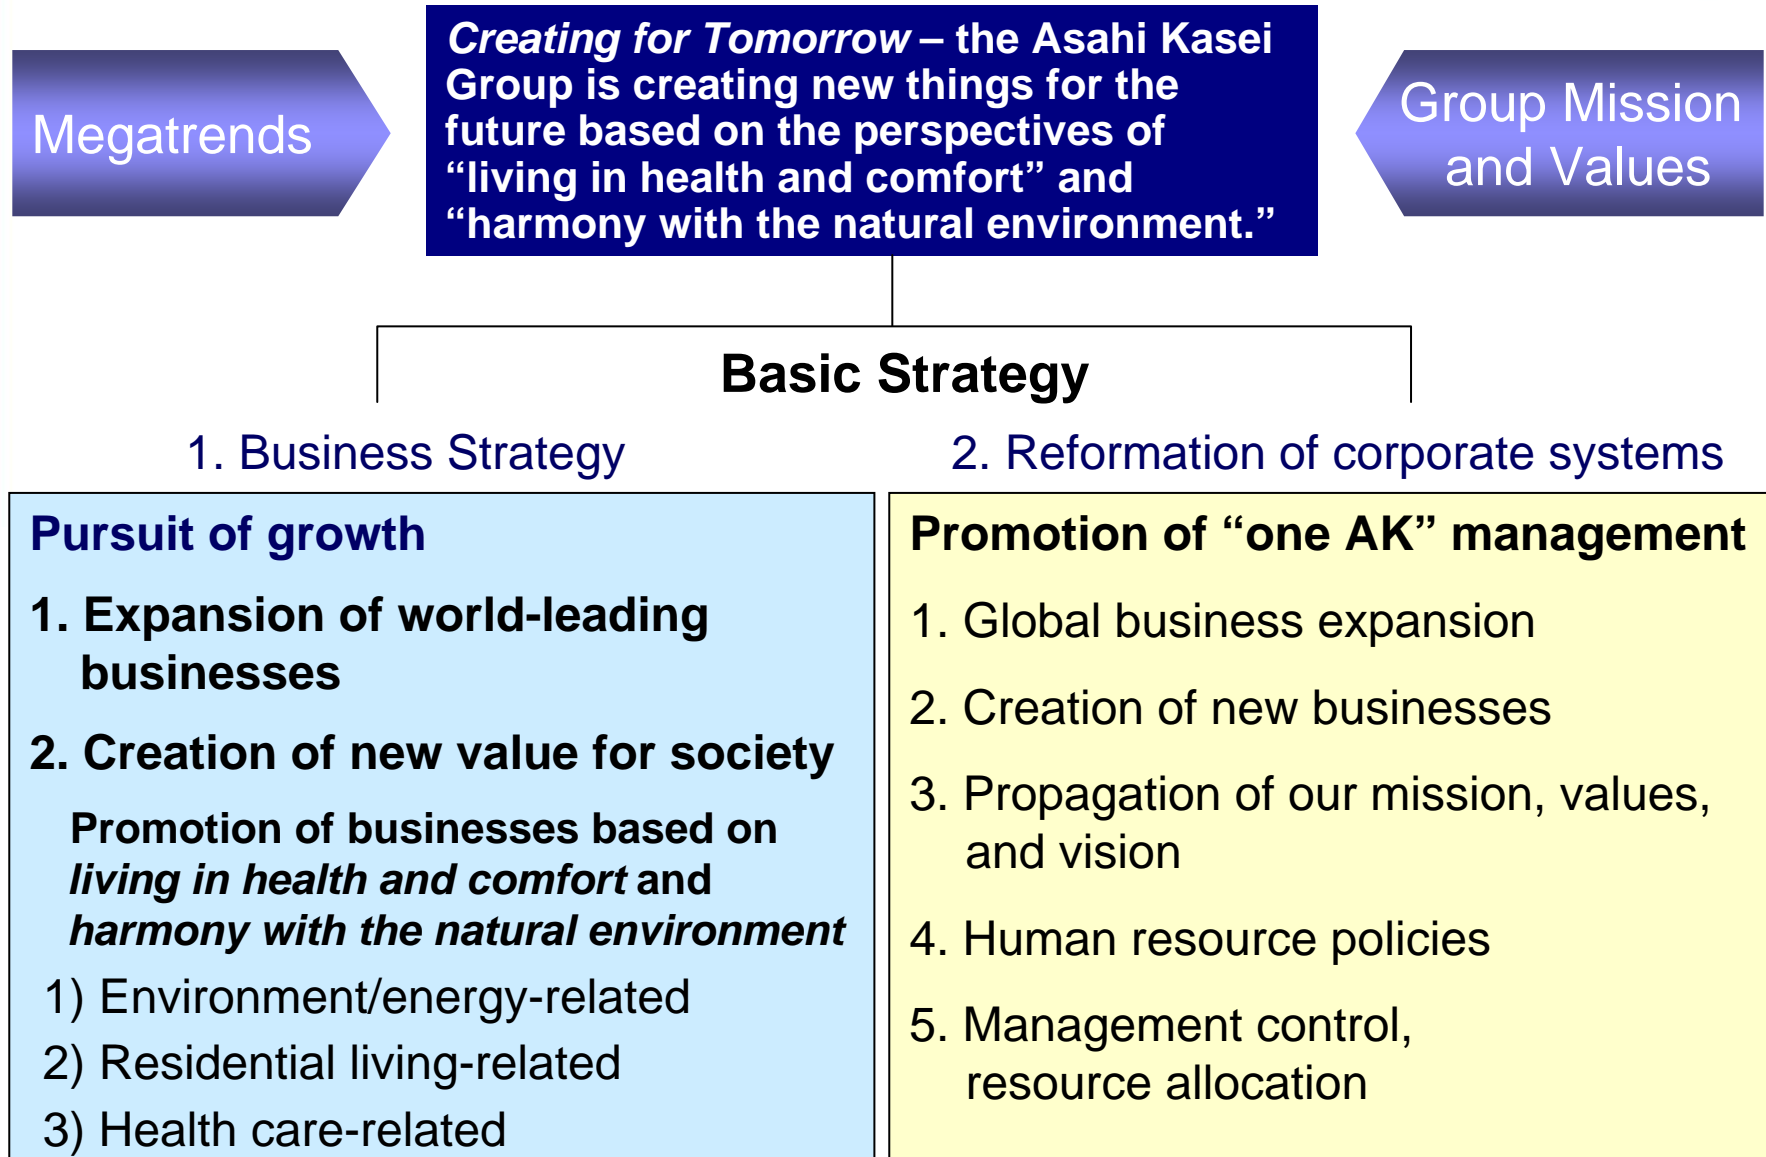 Megatrends
Creating for Tomorrow – the Asahi Kasei
Group is creating new things for the
future based on the perspectives of
“living in health and comfort” and
“harmony with the natural environment.”
Group Mission
and Values
Basic Strategy
1. Business Strategy
2. Reformation of corporate systems
Pursuit of growth
1. Expansion of world-leading
businesses
2. Creation of new value for society
Promotion of businesses based on
living in health and comfort and
harmony with the natural environment
1) Environment/energy-related
2) Residential living-related
3) Health care-related
Promotion of “one AK” management
1. Global business expansion
2. Creation of new businesses
3. Propagation of our mission, values,
and vision
4. Human resource policies
5. Management control,
resource allocation